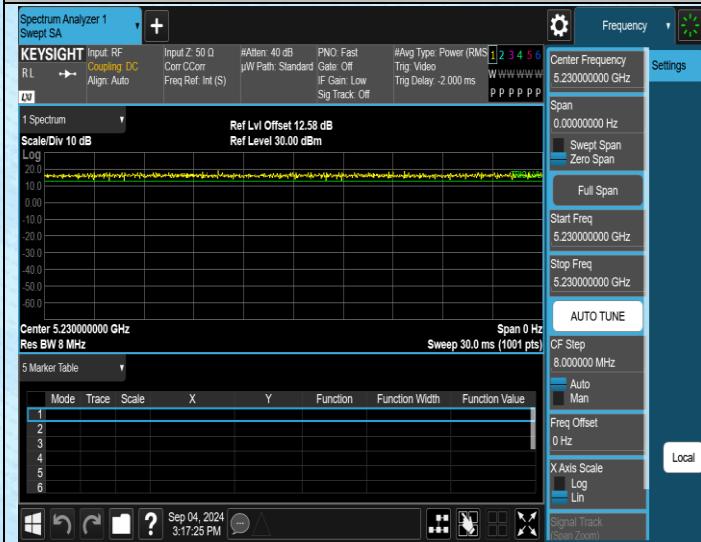 Spectrum Analyzer 1
Swept SA
+
Frequency
KEYSIGHT
RL
LXI
Input: RF
Coupling: DC
Align: Auto
Input Z: 50 Ω
Corr CCorr
Freq Ref: Int (S)
#Atten: 40 dB
µW Path: Standard
PNO: Fast
Gate: Off
IF Gain: Low
Sig Track: Off
#Avg Type: Power (RMS
Trig: Video
Trig Delay: -2.000 ms
1 2 3 4 5 6
W W W W W W
P P P P P P
1 Spectrum
Scale/Div 10 dB
Ref Lvl Offset 12.58 dB
Ref Level 30.00 dBm
Log
20.0
10.0
0.00
-10.0
-20.0
-30.0
-40.0
-50.0
-60.0
Center 5.230000000 GHz
Res BW 8 MHz
Span 0 Hz
Sweep 30.0 ms (1001 pts)
5 Marker Table
Mode Trace Scale X Y Function Function Width Function Value
1
2
3
4
5
6
Sep 04, 2024
3:17:25 PM
Center Frequency
5.230000000 GHz
Span
0.00000000 Hz
Swept Span
Zero Span
Full Span
Start Freq
5.230000000 GHz
Stop Freq
5.230000000 GHz
AUTO TUNE
CF Step
8.000000 MHz
Auto
Man
Freq Offset
0 Hz
X Axis Scale
Log
Lin
Signal Track
(Span Zoom)
Settings
Local